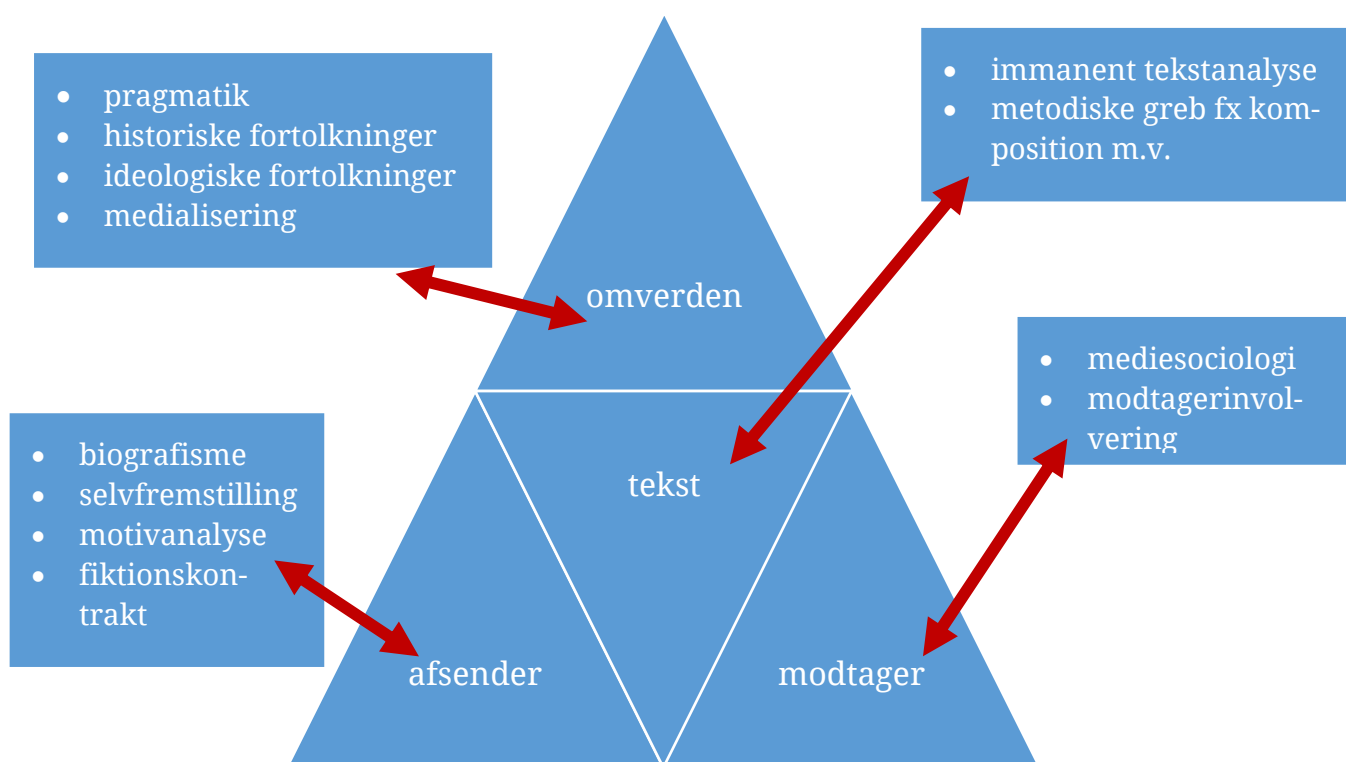 • pragmatik
• historiske fortolkninger
• ideologiske fortolkninger
• medialisering
• immanent tekstanalyse
• metodiske greb fx kom-
position m.v.
omverden
• mediesociologi
• modtagerinvol-
vering
• biografisme
• selvfremstilling
• motivanalyse
• fiktionskon-
trakt
tekst
afsender
modtager